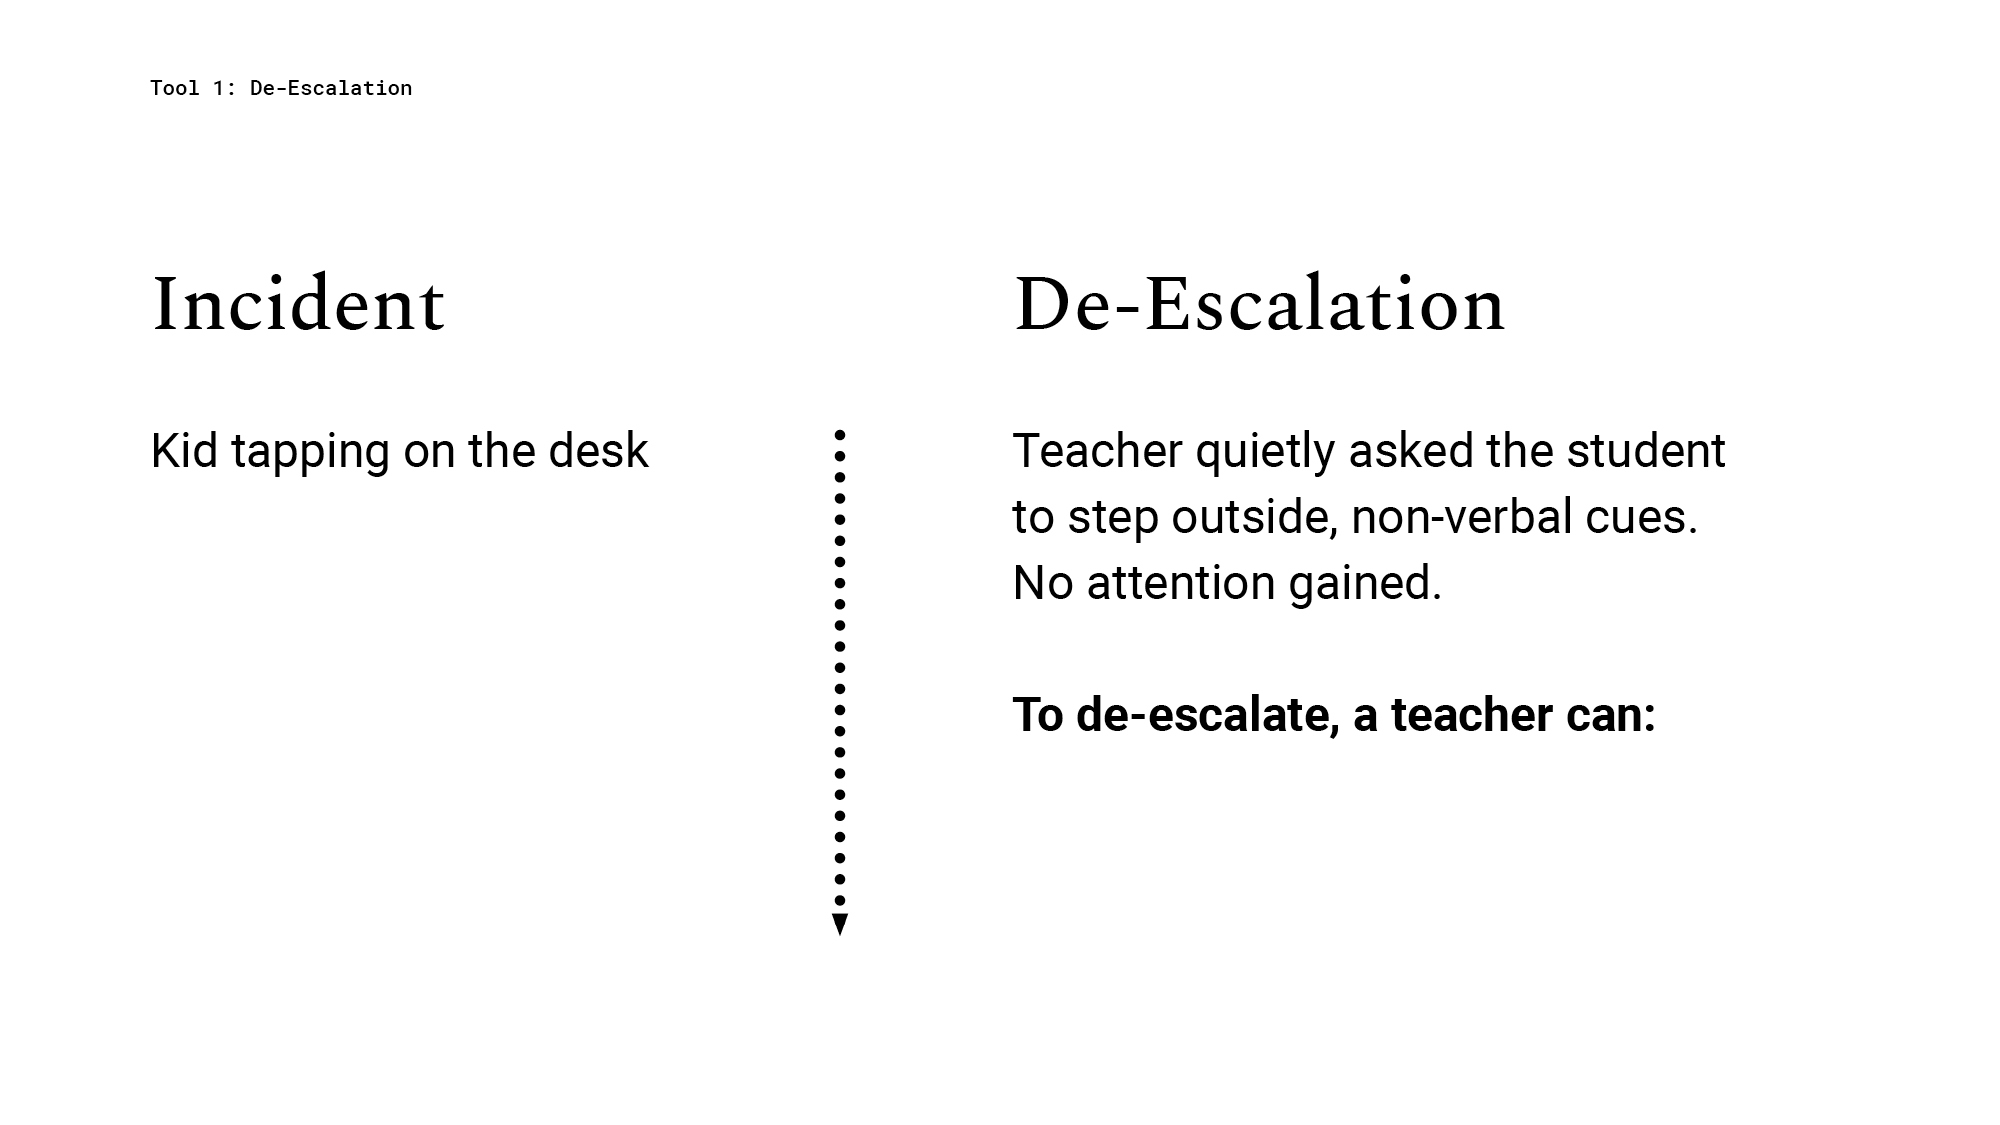 Tool 1: De-Escalation
Incident
Kid tapping on the desk
De-Escalation
Teacher quietly asked the student
to step outside, non-verbal cues.
No attention gained.
To de-escalate, a teacher can: